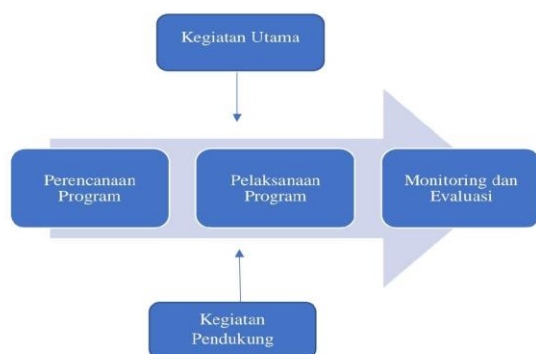 Kegiatan Utama
Perencanaan
Program
Pelaksanaan
Program
Monitoring dan
Evaluasi
Kegiatan
Pendukung